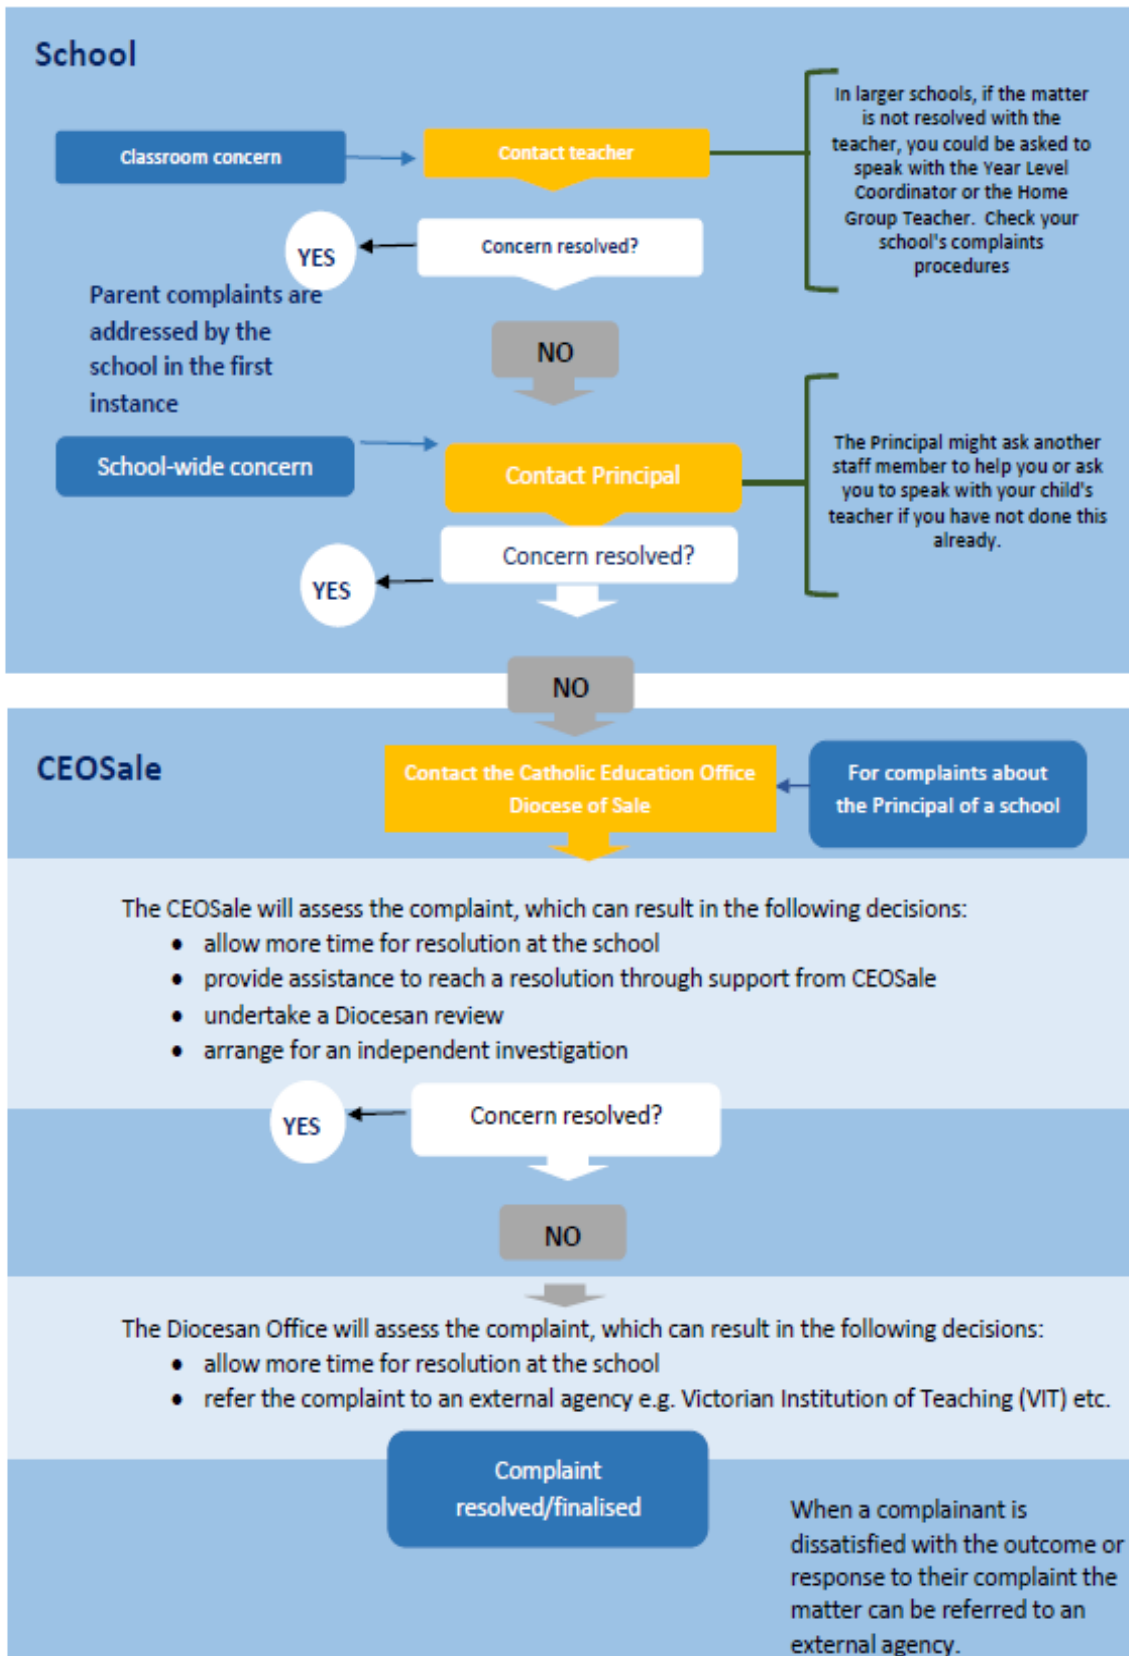 School
Classroom concern
Contact teacher
In larger schools, if the matter
is not resolved with the
teacher, you could be asked to
speak with the Year Level
Coordinator or the Home
Group Teacher. Check your
school's complaints
procedures
YES
Concern resolved?
Parent complaints are
addressed by the
school in the first
instance
NO
School-wide concern
Contact Principal
The Principal might ask another
staff member to help you or ask
you to speak with your child's
teacher if you have not done this
already.
Concern resolved?
YES
NO
CEOSale
Contact the Catholic Education Office
Diocese of Sale
For complaints about
the Principal of a school
The CEOSale will assess the complaint, which can result in the following decisions:
• allow more time for resolution at the school
• provide assistance to reach a resolution through support from CEOSale
• undertake a Diocesan review
• arrange for an independent investigation
YES
Concern resolved?
NO
The Diocesan Office will assess the complaint, which can result in the following decisions:
• allow more time for resolution at the school
• refer the complaint to an external agency e.g. Victorian Institution of Teaching (VIT) etc.
Complaint
resolved/finalised
When a complainant is
dissatisfied with the outcome or
response to their complaint the
matter can be referred to an
external agency.